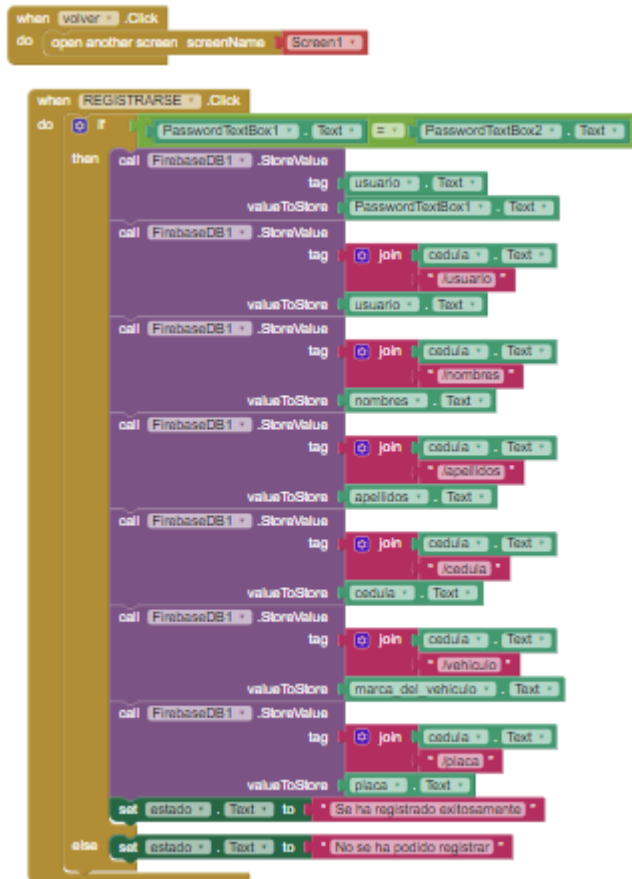 when volver .Click
do open another screen screenName Screen1
when REGISTRARSE .Click
do if PasswordTextBox1 . Text = PasswordTextBox2 . Text
then call FirebaseDB1 .StoreValue
tag usuario . Text
valueToStore PasswordTextBox1 . Text
call FirebaseDB1 .StoreValue
tag join cedula . Text
" /usuario "
valueToStore usuario . Text
call FirebaseDB1 .StoreValue
tag join cedula . Text
" /nombres "
valueToStore nombres . Text
call FirebaseDB1 .StoreValue
tag join cedula . Text
" /apellidos "
valueToStore apellidos . Text
call FirebaseDB1 .StoreValue
tag join cedula . Text
" /cedula "
valueToStore cedula . Text
call FirebaseDB1 .StoreValue
tag join cedula . Text
" /vehiculo "
valueToStore marca_del_vehiculo . Text
call FirebaseDB1 .StoreValue
tag join cedula . Text
" /placa "
valueToStore placa . Text
set estado . Text to " Se ha registrado exitosamente "
else set estado . Text to " No se ha podido registrar "